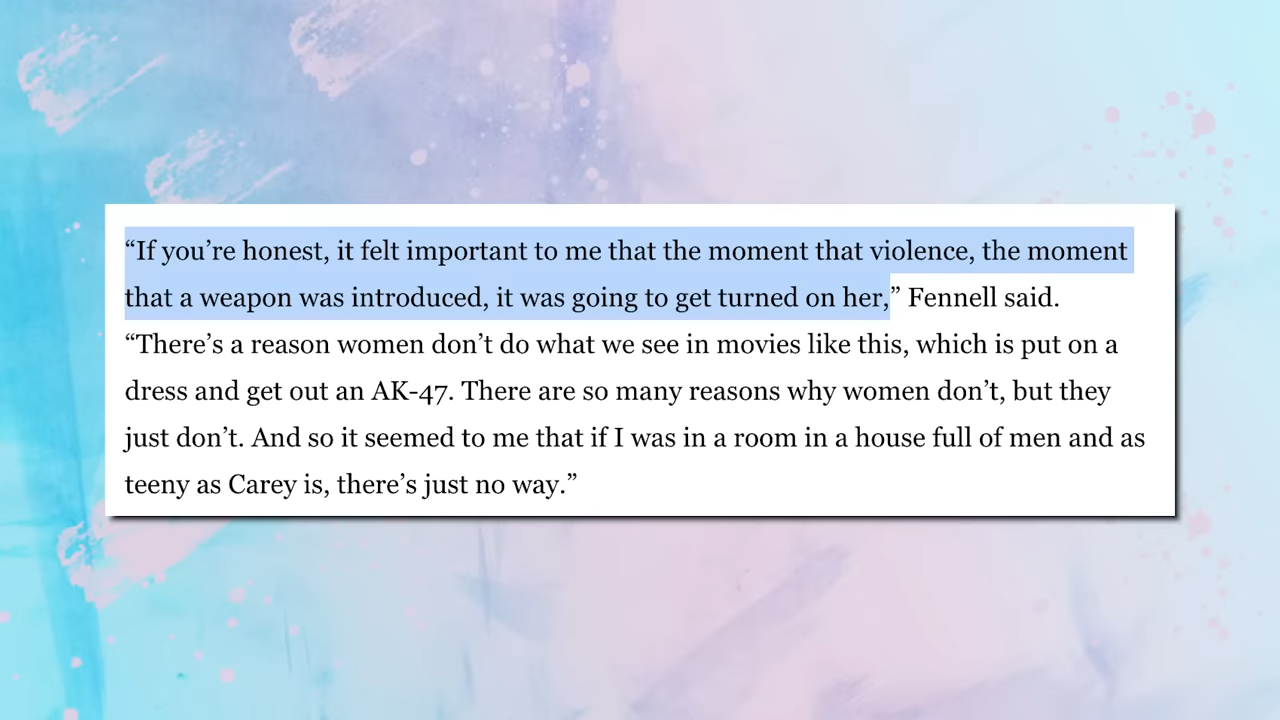 “If you’re honest, it felt important to me that the moment that violence, the moment
that a weapon was introduced, it was going to get turned on her,” Fennell said.
“There’s a reason women don’t do what we see in movies like this, which is put on a
dress and get out an AK-47. There are so many reasons why women don’t, but they
just don’t. And so it seemed to me that if I was in a room in a house full of men and as
teeny as Carey is, there’s just no way.”